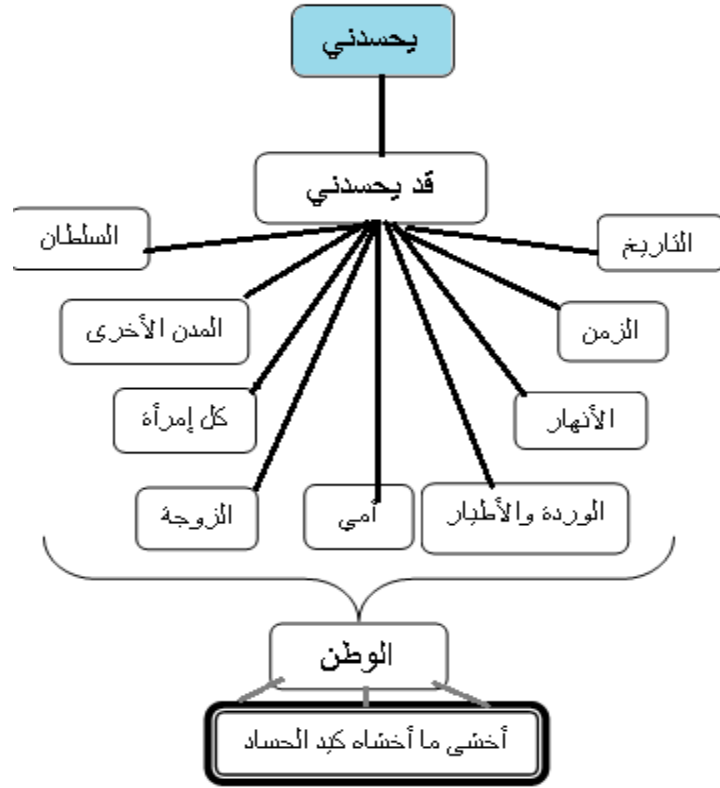 يحسدني
قد يحسدني
التاريخ
السلطان
الزمن
المدن الأخرى
الأنهار
كل إمرأة
الوردة والأطيار
أمي
الزوجة
الوطن
أخشى ما أخشاه كيد الحساد